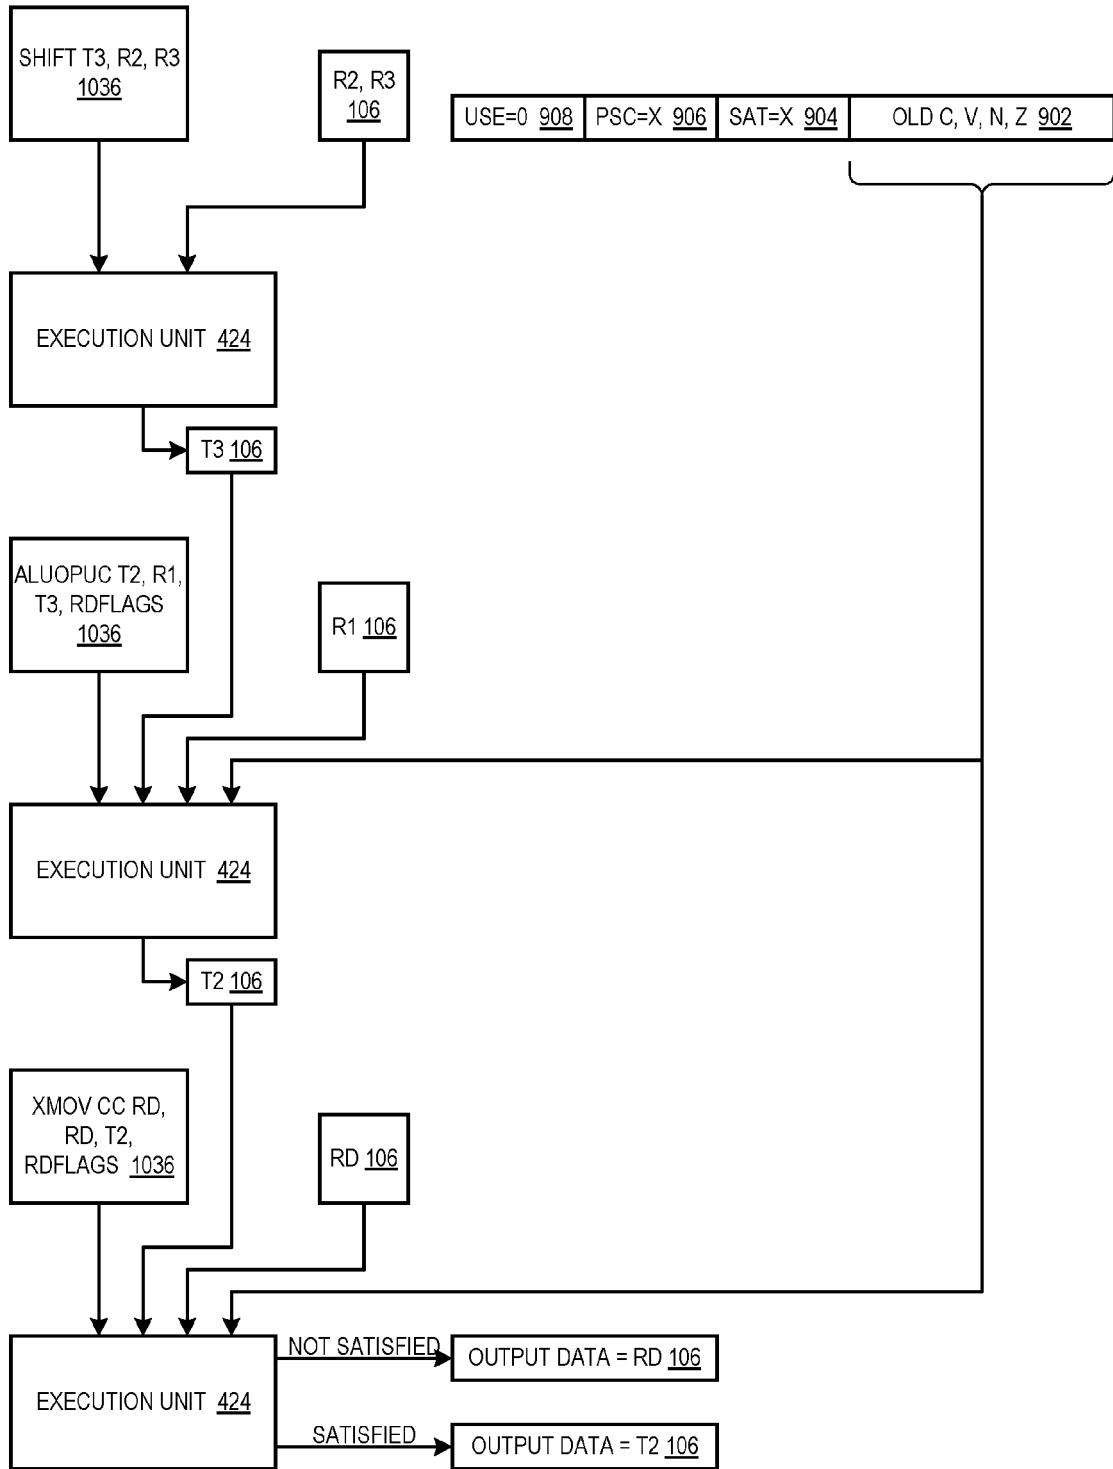 SHIFT T3, R2, R3
1036
R2, R3
106
USE=0 908
PSC=X 906
SAT=X 904
OLD C, V, N, Z 902
EXECUTION UNIT 424
T3 106
ALUOPUC T2, R1,
T3, RDFLAGS
1036
R1 106
EXECUTION UNIT 424
T2 106
XMOV CC RD,
RD, T2,
RDFLAGS 1036
RD 106
EXECUTION UNIT 424
NOT SATISFIED
OUTPUT DATA = RD 106
SATISFIED
OUTPUT DATA = T2 106